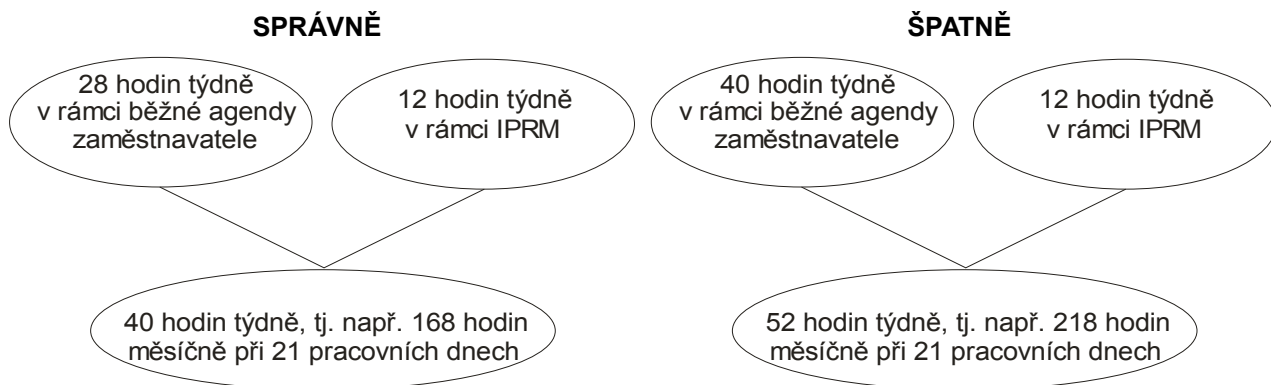 SPRÁVNĚ
28 hodin týdně
v rámci běžné agendy
zaměstnavatele
12 hodin týdně
v rámci IPRM
40 hodin týdně, tj. např. 168 hodin
měsíčně při 21 pracovních dnech
ŠPATNĚ
40 hodin týdně
v rámci běžné agendy
zaměstnavatele
12 hodin týdně
v rámci IPRM
52 hodin týdně, tj. např. 218 hodin
měsíčně při 21 pracovních dnech